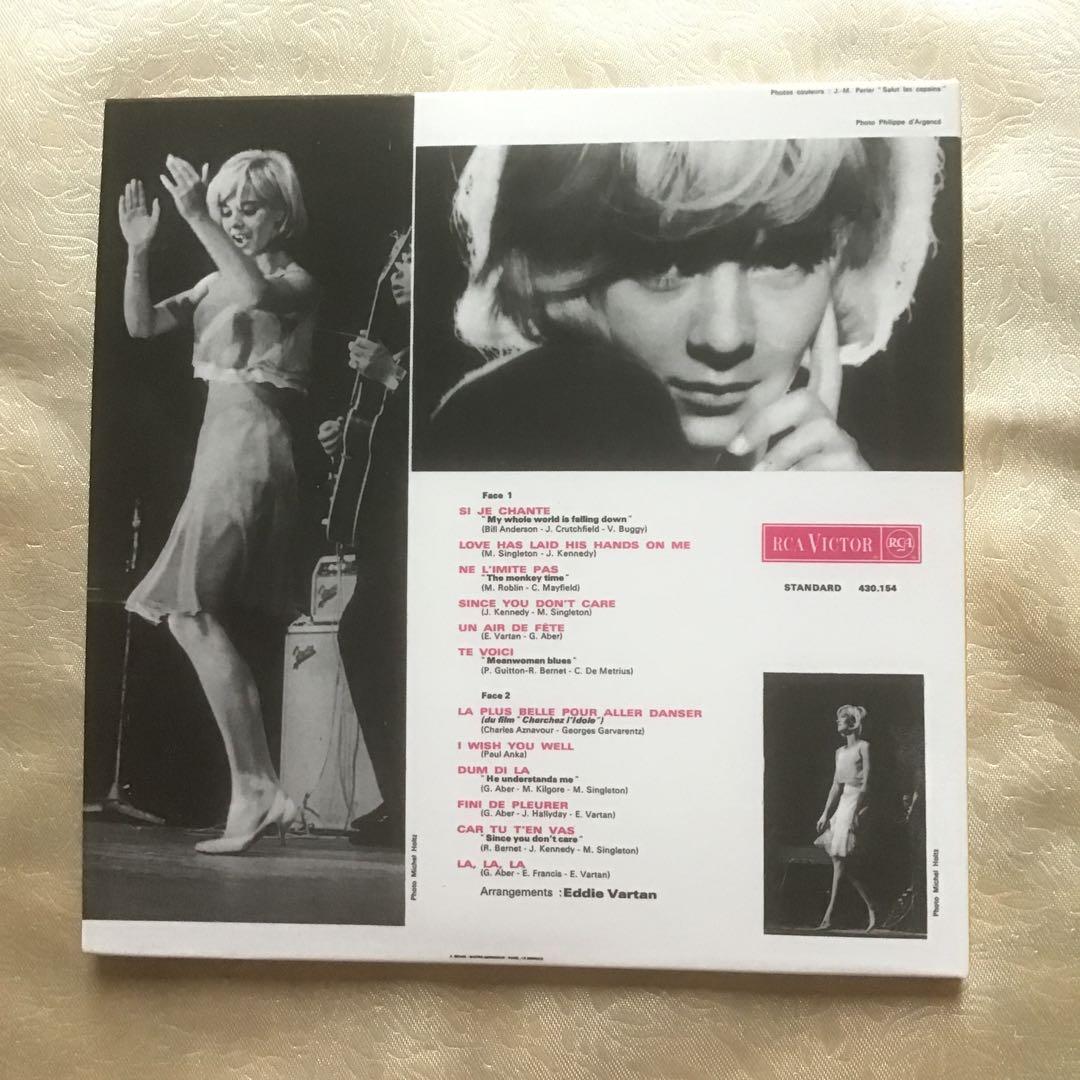 Photos couleurs : J.-M. Perier "Salut les copains"
Photo Philippe d'Argencé
Face 1
SI JE CHANTE
"My whole world is falling down"
(Bill Anderson - J. Crutchfield - V. Buggy)
LOVE HAS LAID HIS HANDS ON ME
(M. Singleton - J. Kennedy)
NE L'IMITE PAS
"The monkey time"
(M. Roblin - C. Mayfield)
SINCE YOU DON'T CARE
(J. Kennedy - M. Singleton)
UN AIR DE FÊTE
(E. Vartan - G. Aber)
TE VOICI
"Meanwoman blues"
(P. Guitton-R. Bernet - C. De Metrius)
Face 2
LA PLUS BELLE POUR ALLER DANSER
(du film "Charchez l'Idole")
(Charles Aznavour - Georges Garvarentz)
I WISH YOU WELL
(Paul Anka)
DUM DI LA
"He understands me"
(G. Aber - M. Kilgore - M. Singleton)
FINI DE PLEURER
(G. Aber - J. Hallyday - E. Vartan)
CAR TU T'EN VAS
"Since you don't care"
(R. Bernet - J. Kennedy - M. Singleton)
LA, LA, LA
(G. Aber - E. Francis - E. Vartan)
Arrangements : Eddie Vartan
RCA VICTOR RCA
STANDARD 430.154
Photo Michel Holtz
Photo Michel Holtz